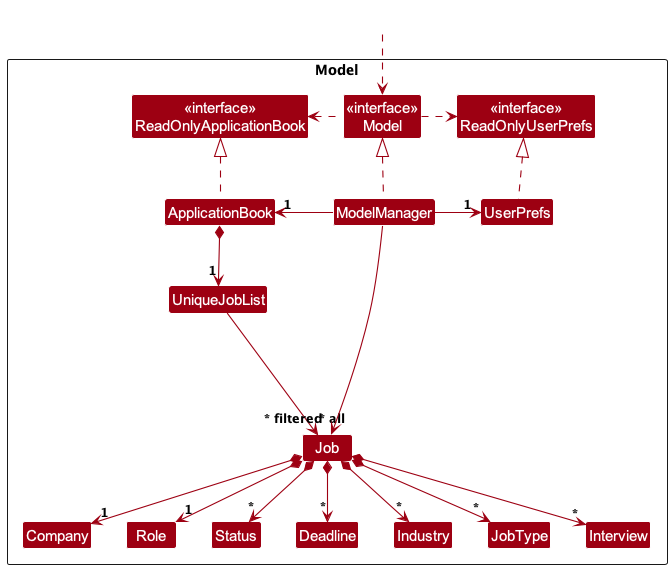 Model
«interface»
ReadOnlyApplicationBook
«interface»
Model
«interface»
ReadOnlyUserPrefs
ApplicationBook
1
ModelManager
1
UserPrefs
1
UniqueJobList
* filtered
* all
Job
1
1
*
*
*
*
*
Company
Role
Status
Deadline
Industry
JobType
Interview